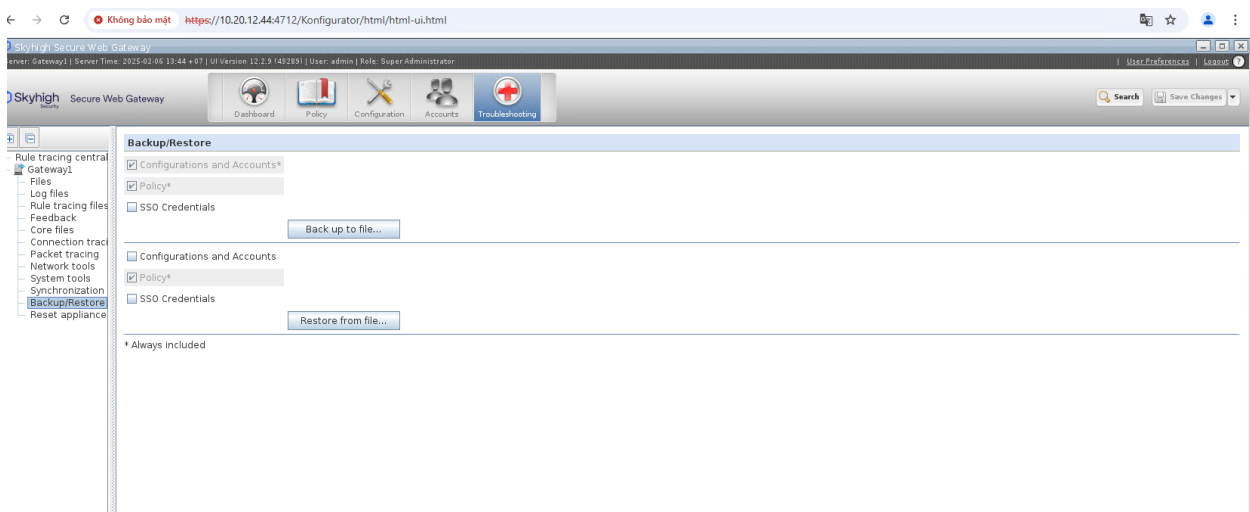 Không bảo mật https://10.20.12.44:4712/Konfigurator/html/html-ui.html
Skyhigh Secure Web Gateway
Server: Gateway1 | Server Time: 2025-02-06 13:44 +07 | UI Version 12.2.9 (49289) | User: admin | Role: Super Administrator | User Preferences | Logout ?
Skyhigh Security Secure Web Gateway
Dashboard Policy Configuration Accounts Troubleshooting
Search Save Changes
Rule tracing central
Gateway1
Files
Log files
Rule tracing files
Feedback
Core files
Connection traci
Packet tracing
Network tools
System tools
Synchronization
Backup/Restore
Reset appliance
Backup/Restore
Configurations and Accounts*
Policy*
SSO Credentials
Back up to file...
Configurations and Accounts
Policy*
SSO Credentials
Restore from file...
* Always included